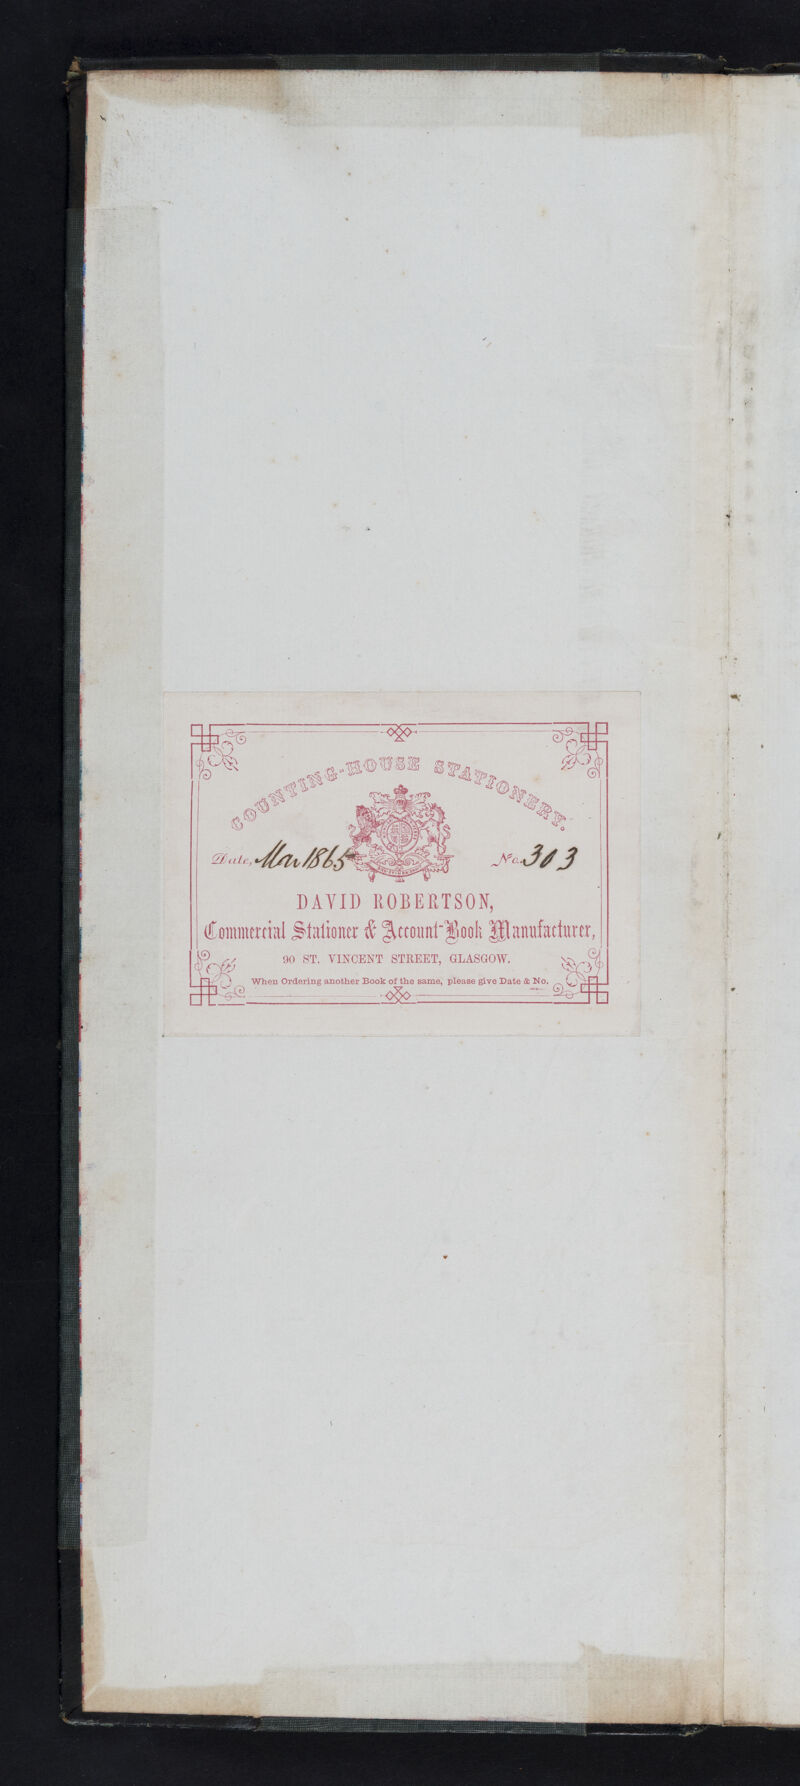 COUNTING-HOUSE STATIONERY.
Date, Mar 1865 No. 303
DAVID ROBERTSON,
Commercial Stationer & Account-Book Manufacturer,
90 ST. VINCENT STREET, GLASGOW.
When Ordering another Book of the same, please give Date & No.